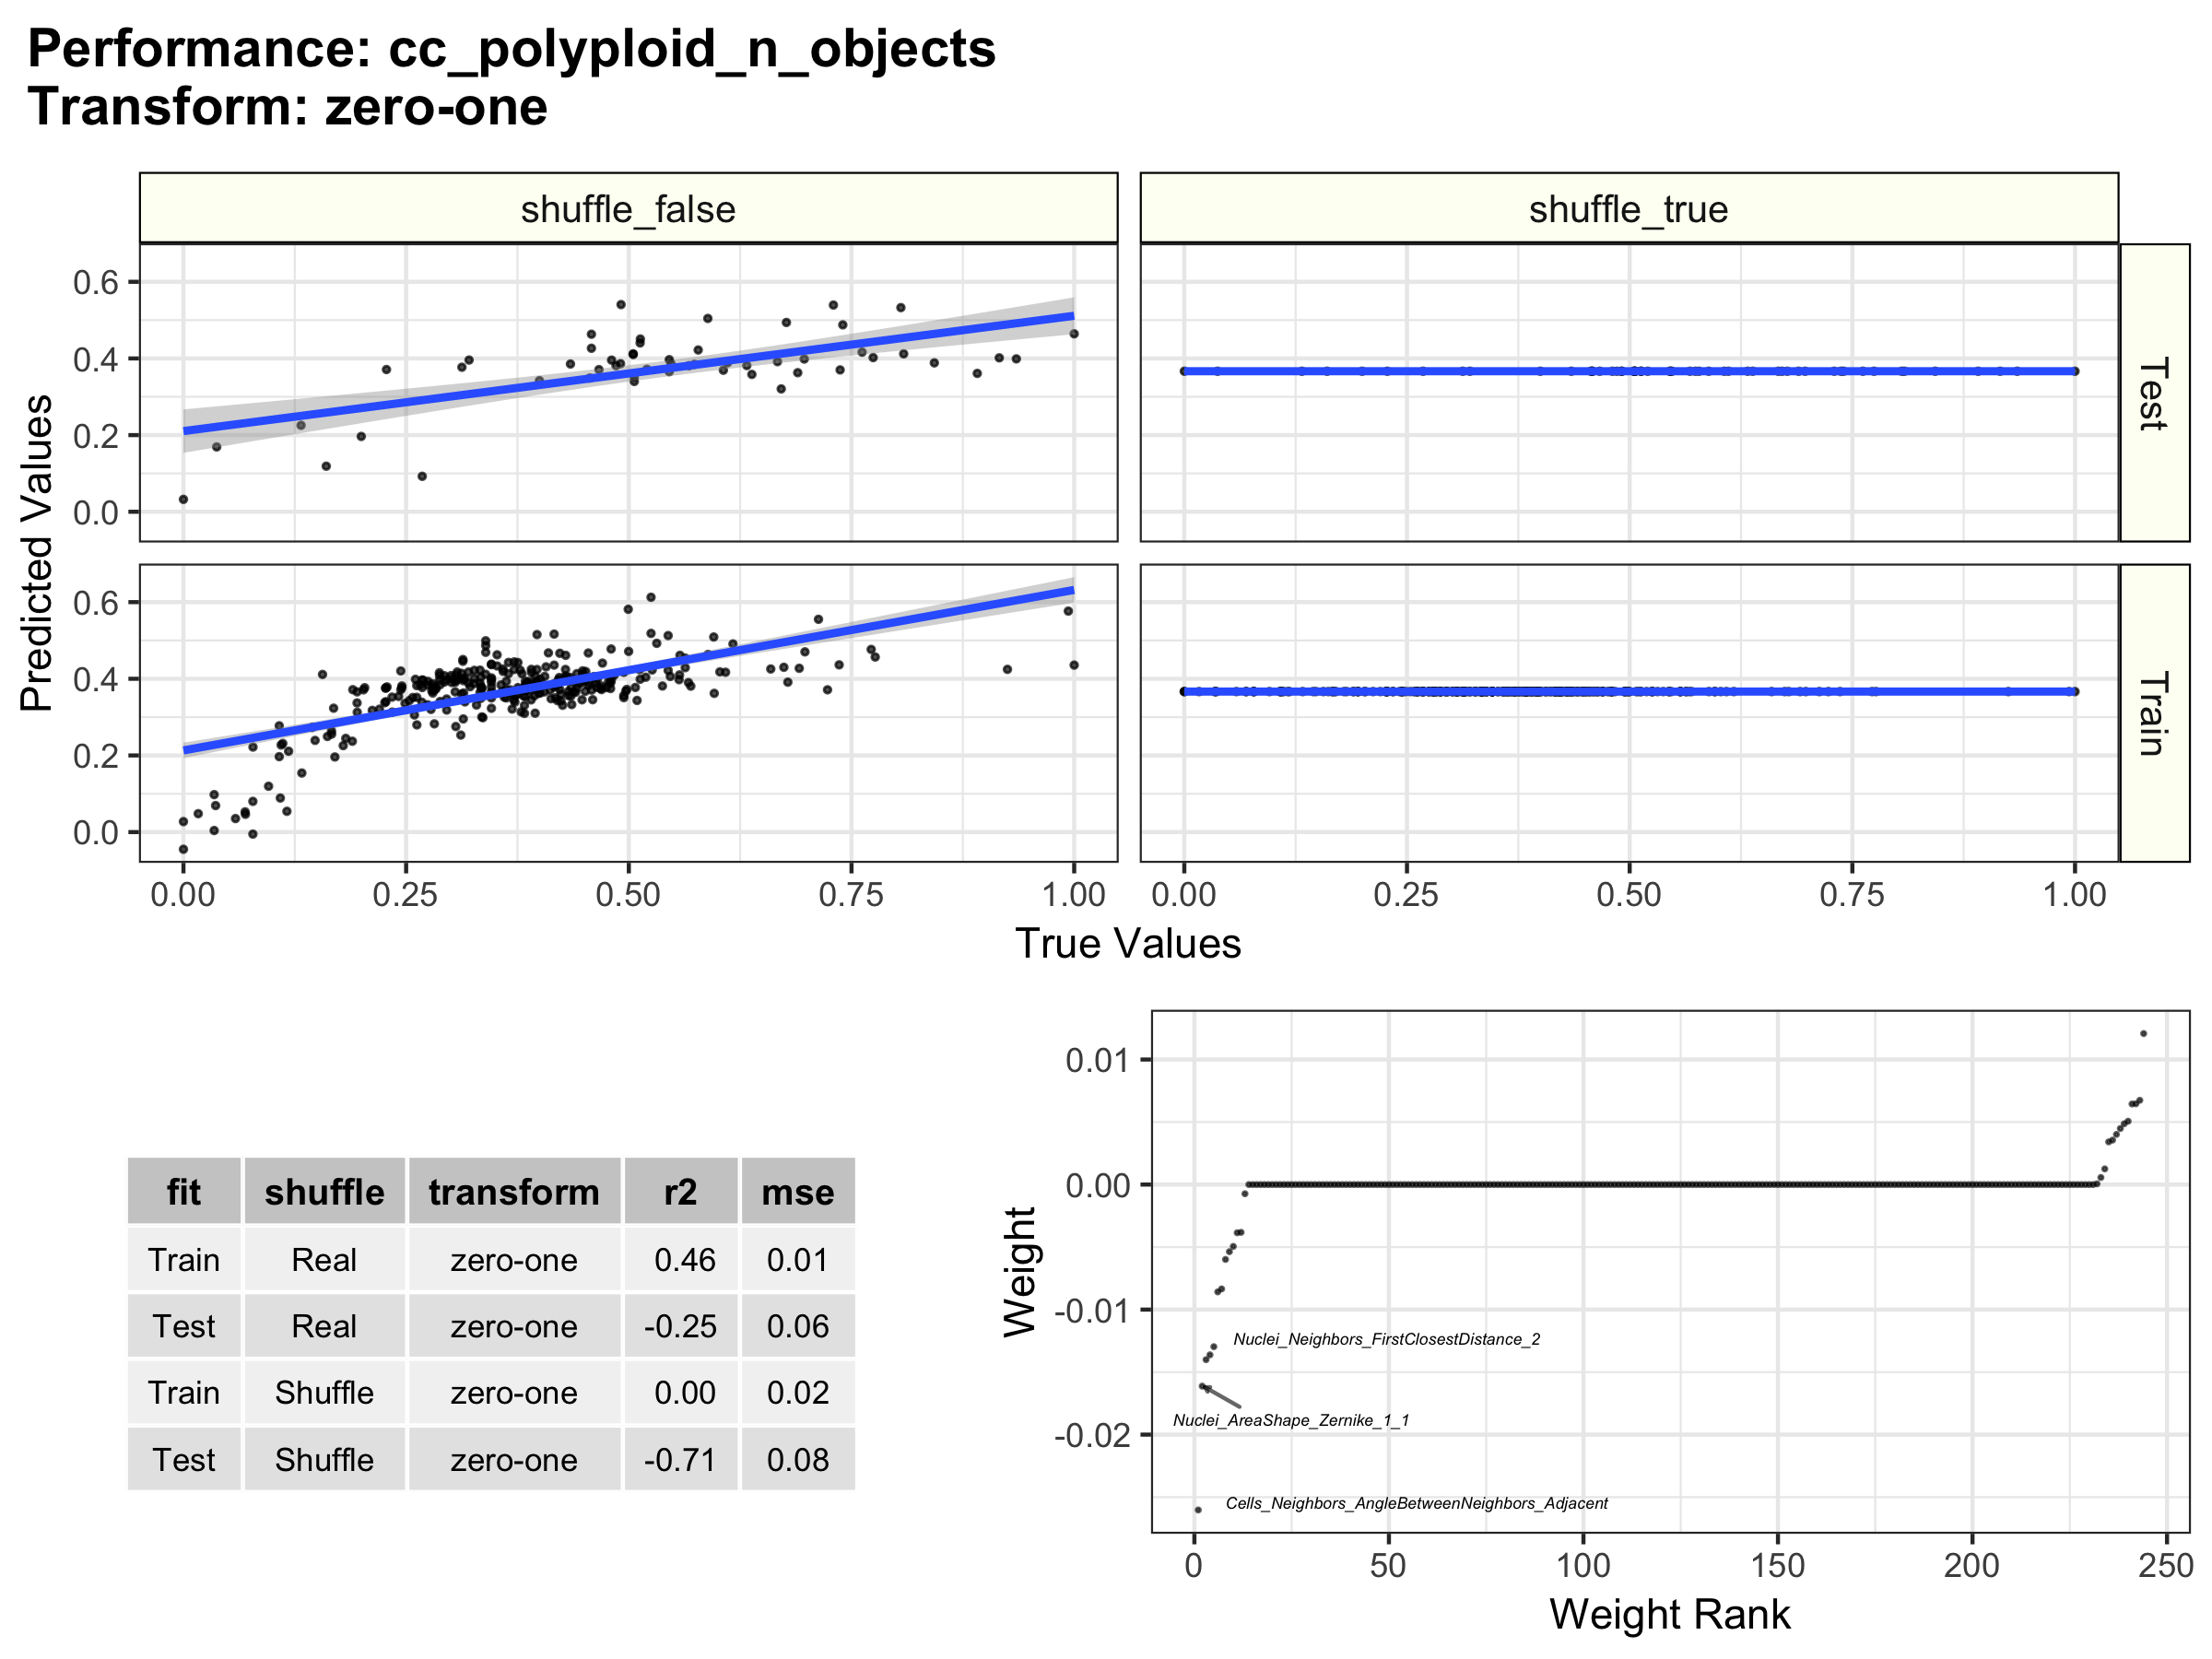 Performance: cc_polyploid_n_objects
Transform: zero-one
shuffle_false
shuffle_true
Predicted Values
0.6
0.4
0.2
0.0
Test
0.6
0.4
0.2
0.0
Train
0.00 0.25 0.50 0.75 1.00
0.00 0.25 0.50 0.75 1.00
True Values
fit shuffle transform r2 mse
Train Real zero-one 0.46 0.01
Test Real zero-one -0.25 0.06
Train Shuffle zero-one 0.00 0.02
Test Shuffle zero-one -0.71 0.08
Weight
0.01
0.00
-0.01
-0.02
Nuclei_Neighbors_FirstClosestDistance_2
Nuclei_AreaShape_Zernike_1_1
Cells_Neighbors_AngleBetweenNeighbors_Adjacent
0 50 100 150 200 250
Weight Rank